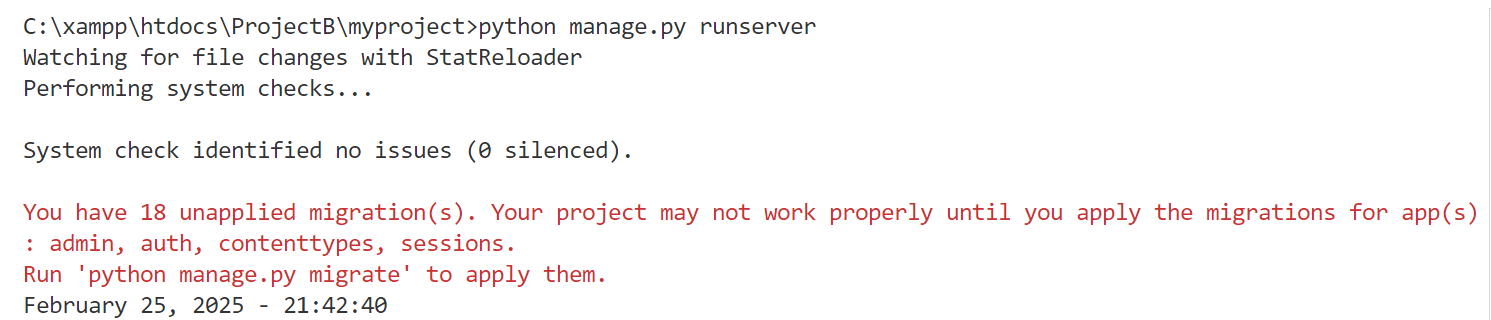 C:\xampp\htdocs\ProjectB\myproject>python manage.py runserver
Watching for file changes with StatReloader
Performing system checks...
System check identified no issues (0 silenced).
You have 18 unapplied migration(s). Your project may not work properly until you apply the migrations for app(s)
: admin, auth, contenttypes, sessions.
Run 'python manage.py migrate' to apply them.
February 25, 2025 - 21:42:40